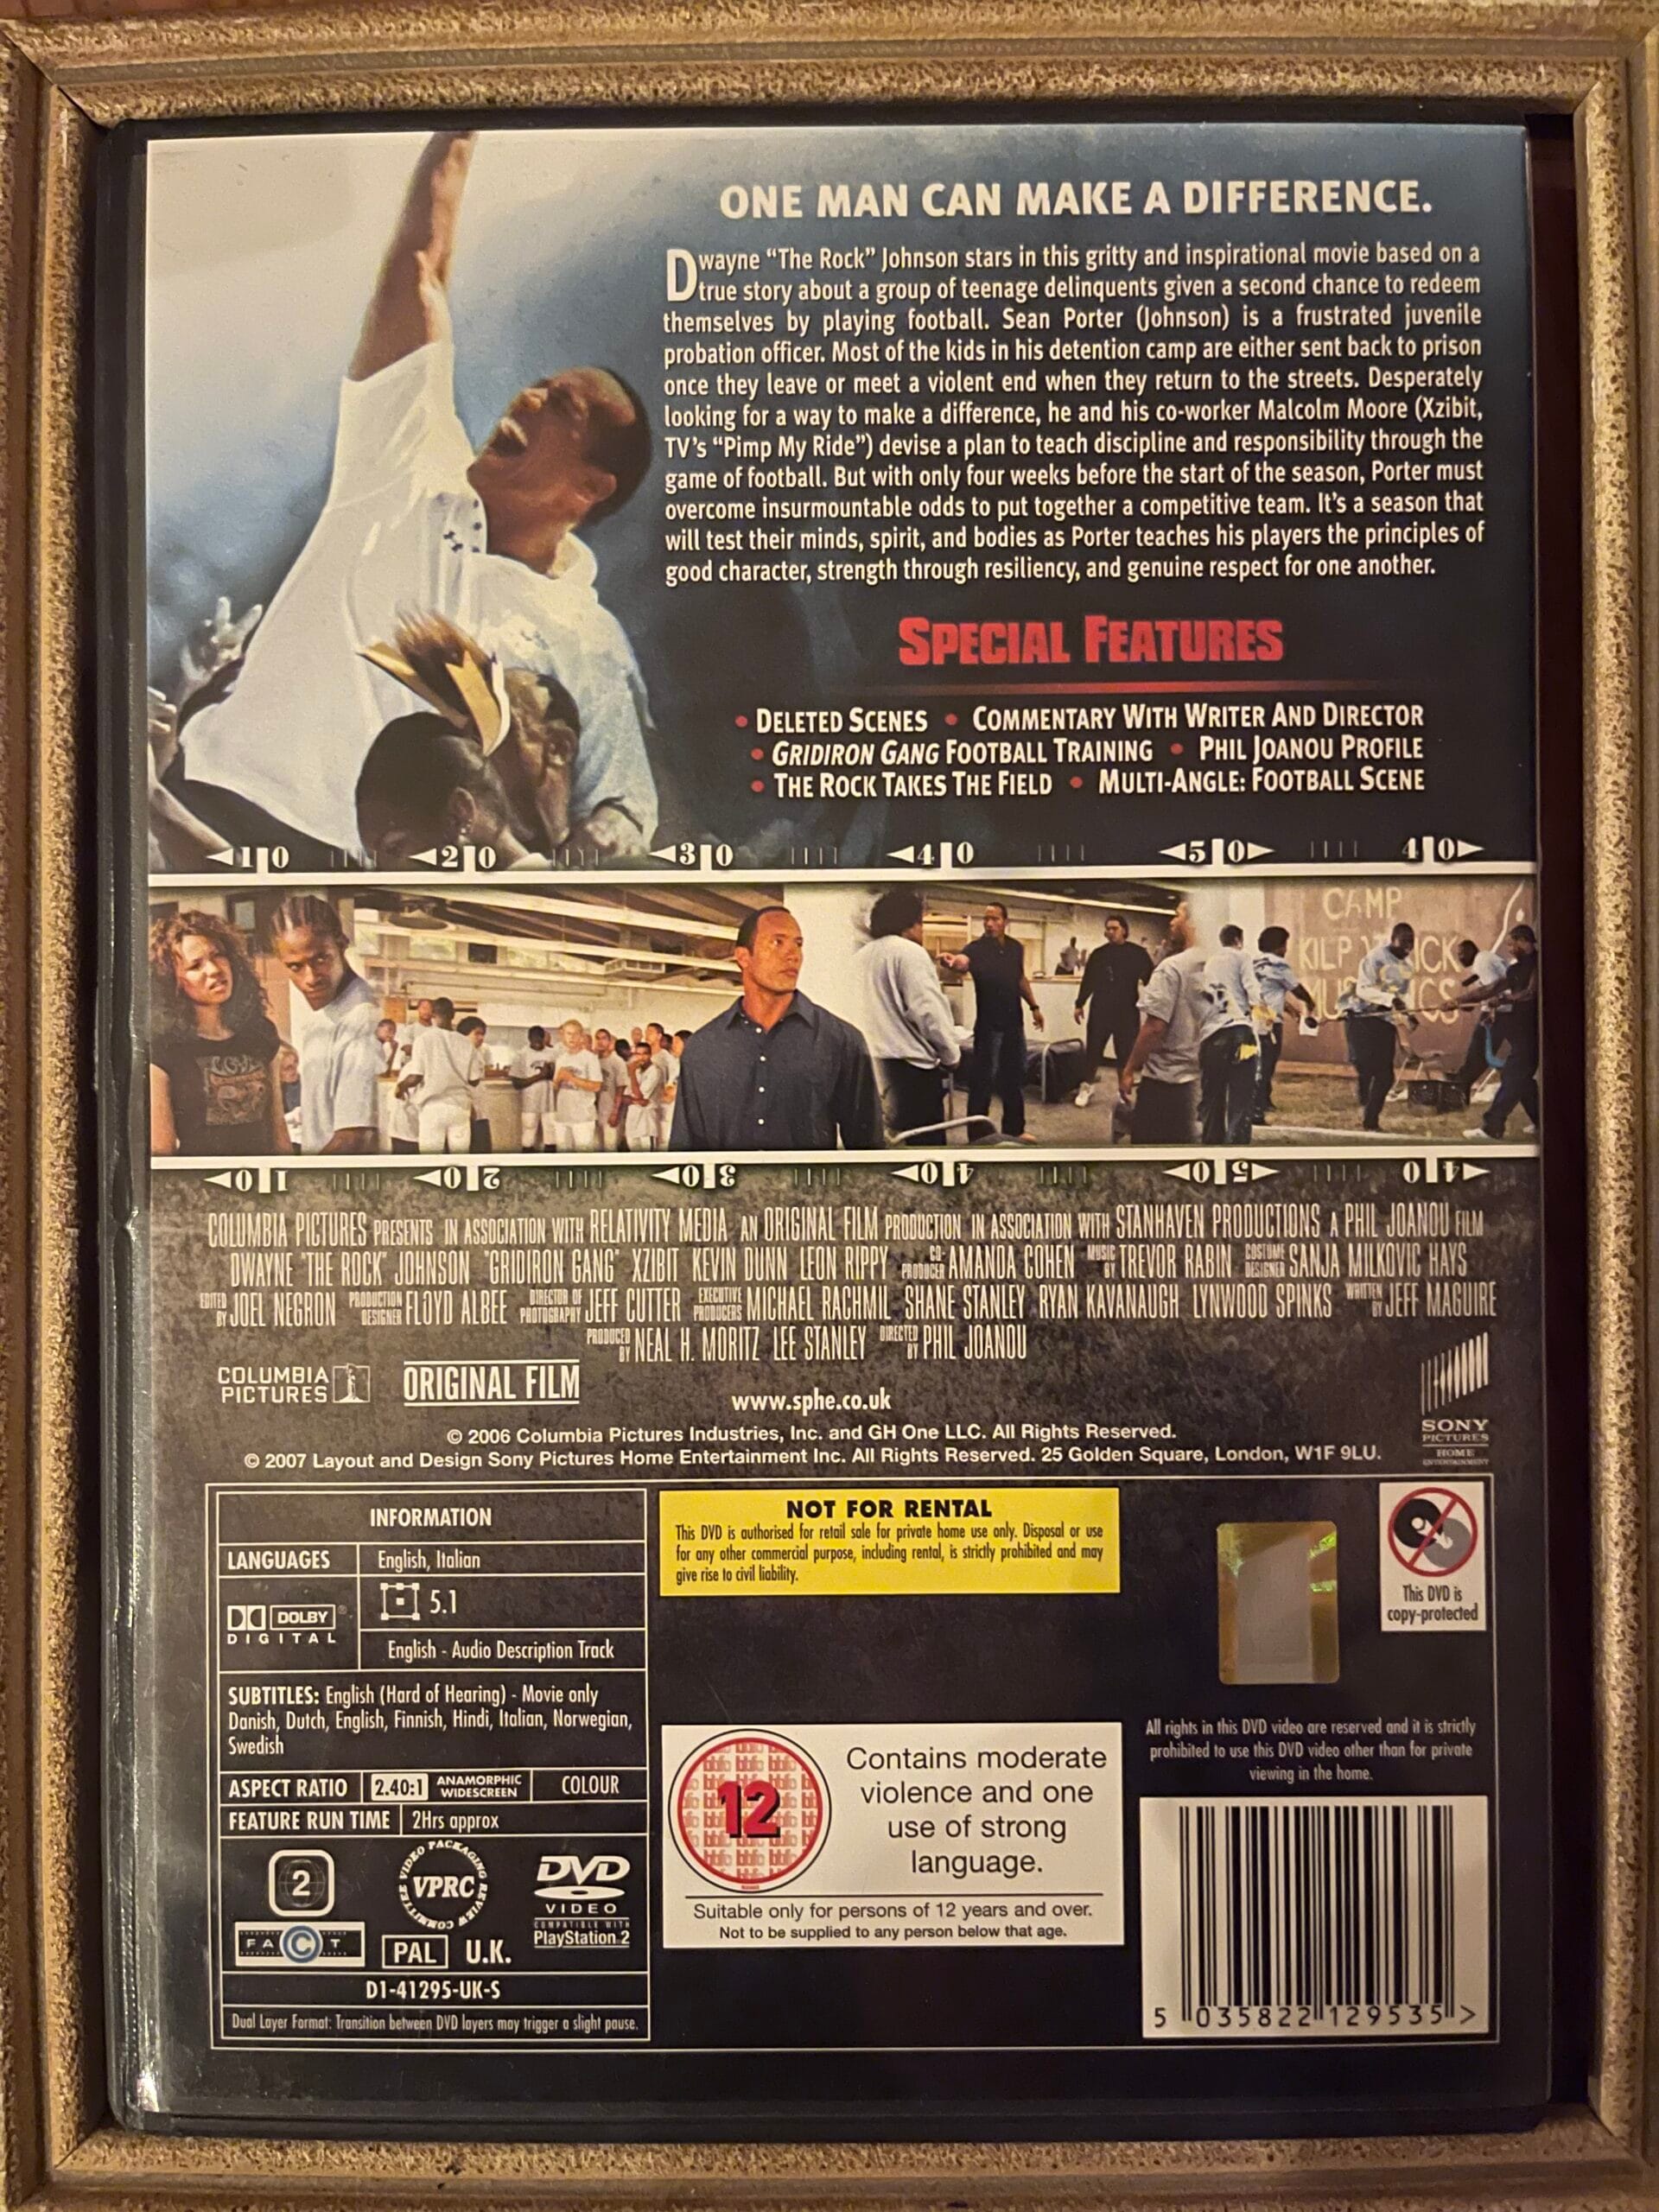 ONE MAN CAN MAKE A DIFFERENCE.
Dwayne “The Rock” Johnson stars in this gritty and inspirational movie based on a
true story about a group of teenage delinquents given a second chance to redeem
themselves by playing football. Sean Porter (Johnson) is a frustrated juvenile
probation officer. Most of the kids in his detention camp are either sent back to prison
once they leave or meet a violent end when they return to the streets. Desperately
looking for a way to make a difference, he and his co-worker Malcolm Moore (Xzibit,
TV’s “Pimp My Ride”) devise a plan to teach discipline and responsibility through the
game of football. But with only four weeks before the start of the season, Porter must
overcome insurmountable odds to put together a competitive team. It’s a season that
will test their minds, spirit, and bodies as Porter teaches his players the principles of
good character, strength through resiliency, and genuine respect for one another.
SPECIAL FEATURES
• DELETED SCENES • COMMENTARY WITH WRITER AND DIRECTOR
• GRIDIRON GANG FOOTBALL TRAINING • PHIL JOANOU PROFILE
• THE ROCK TAKES THE FIELD • MULTI-ANGLE: FOOTBALL SCENE
10 20 30 40 50 40
CAMP
10 20 30 40 50 40
COLUMBIA PICTURES PRESENTS IN ASSOCIATION WITH RELATIVITY MEDIA AN ORIGINAL FILM PRODUCTION IN ASSOCIATION WITH STANHAVEN PRODUCTIONS A PHIL JOANOU FILM
DWAYNE "THE ROCK" JOHNSON "GRIDIRON GANG" XZIBIT KEVIN DUNN LEON RIPPY CO-PRODUCER AMANDA COHEN MUSIC BY TREVOR RABIN COSTUME DESIGNER SANJA MILKOVIC HAYS
EDITED BY JOEL NEGRON PRODUCTION DESIGNER FLOYD ALBEE DIRECTOR OF PHOTOGRAPHY JEFF CUTTER EXECUTIVE PRODUCERS MICHAEL RACHMIL SHANE STANLEY RYAN KAVANAUGH LYNWOOD SPINKS WRITTEN BY JEFF MAGUIRE
PRODUCED BY NEAL H. MORITZ LEE STANLEY DIRECTED BY PHIL JOANOU
COLUMBIA
PICTURES
ORIGINAL FILM
www.sphe.co.uk
SONY
PICTURES
HOME
ENTERTAINMENT
© 2006 Columbia Pictures Industries, Inc. and GH One LLC. All Rights Reserved.
© 2007 Layout and Design Sony Pictures Home Entertainment Inc. All Rights Reserved. 25 Golden Square, London, W1F 9LU.
INFORMATION
LANGUAGES English, Italian
DOLBY
DIGITAL
5.1
English - Audio Description Track
SUBTITLES: English (Hard of Hearing) - Movie only
Danish, Dutch, English, Finnish, Hindi, Italian, Norwegian,
Swedish
ASPECT RATIO 2.40:1 ANAMORPHIC WIDESCREEN COLOUR
FEATURE RUN TIME 2Hrs approx
2
VIDEO PACKAGING REVIEW COMMITTEE
VPRC
DVD
VIDEO
COMPATIBLE WITH
PlayStation 2
FACT
PAL U.K.
D1-41295-UK-S
Dual Layer Format: Transition between DVD layers may trigger a slight pause.
NOT FOR RENTAL
This DVD is authorised for retail sale for private home use only. Disposal or use
for any other commercial purpose, including rental, is strictly prohibited and may
give rise to civil liability.
12
Contains moderate
violence and one
use of strong
language.
Suitable only for persons of 12 years and over.
Not to be supplied to any person below that age.
This DVD is
copy-protected
All rights in this DVD video are reserved and it is strictly
prohibited to use this DVD video other than for private
viewing in the home.
5 035822 129535 >